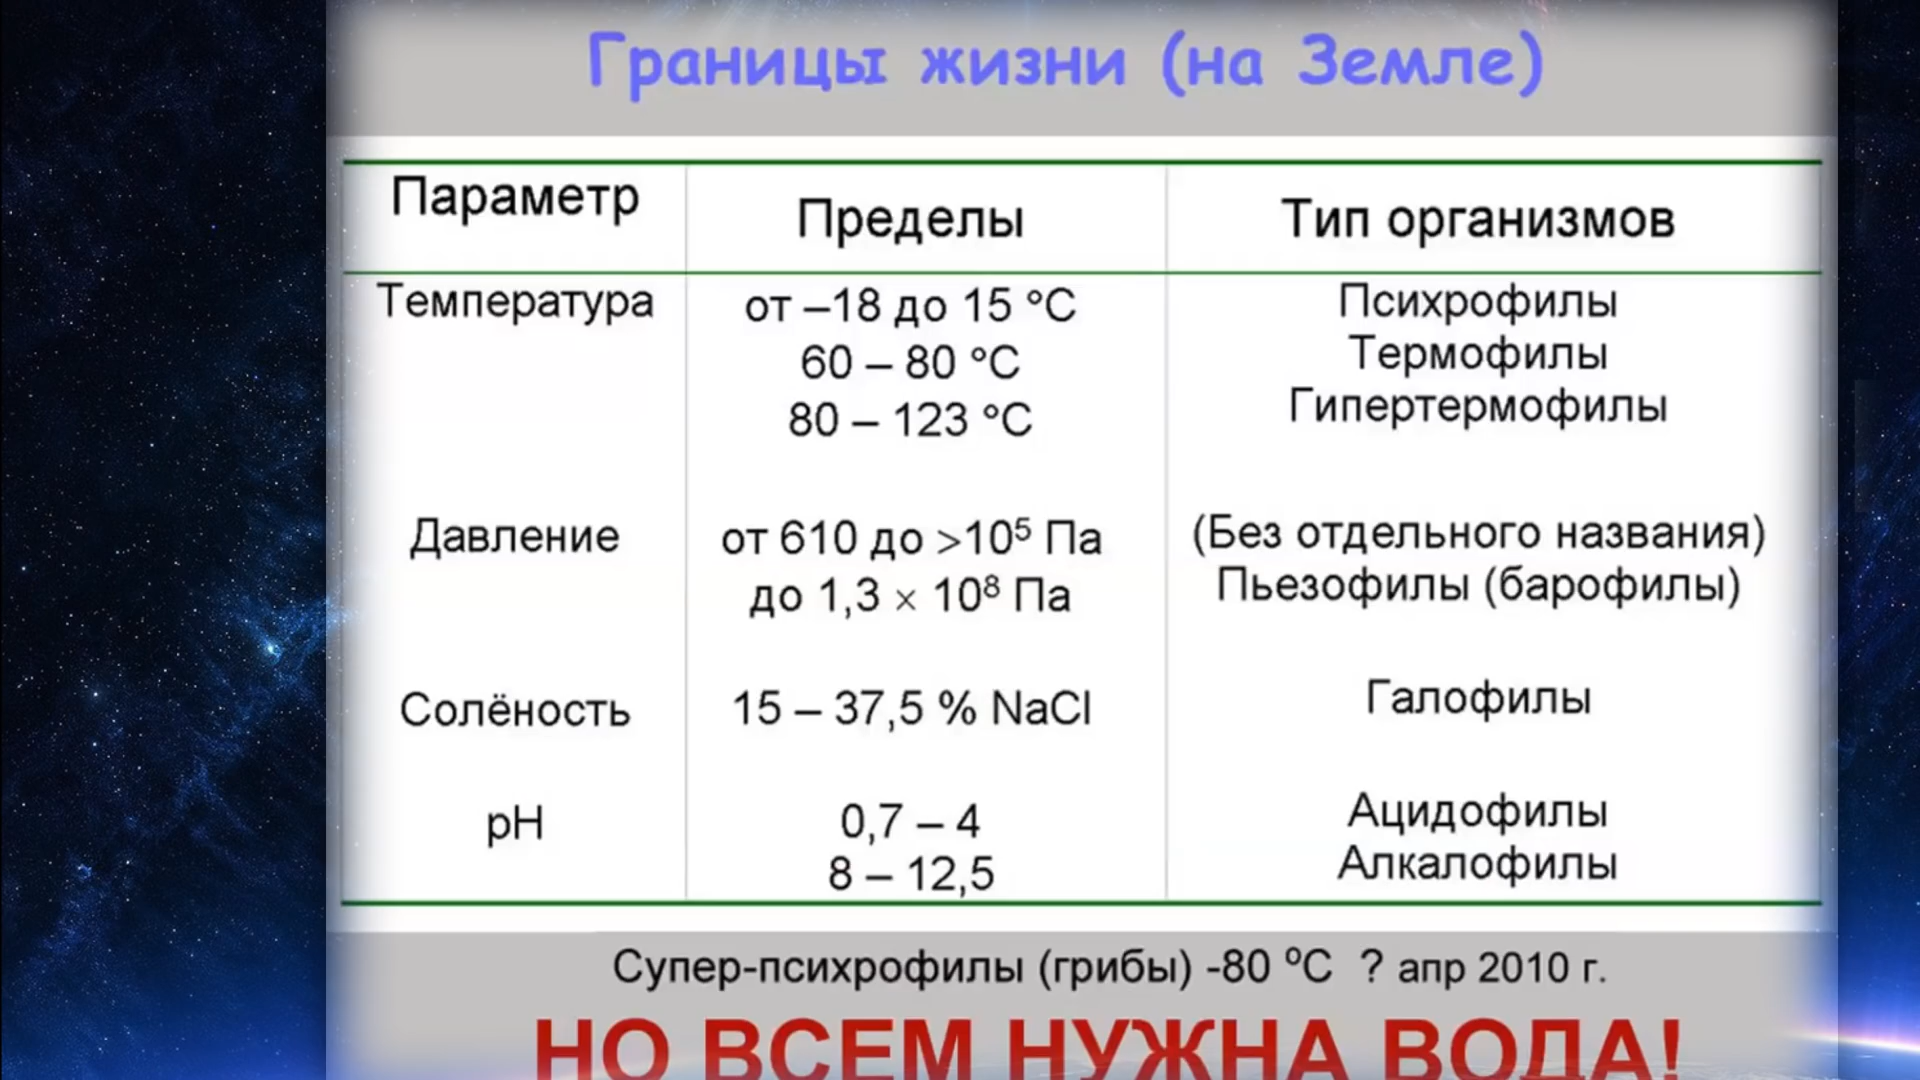 Границы жизни (на Земле)
Параметр Пределы Тип организмов
Температура от –18 до 15 °C Психрофилы
60 – 80 °C Термофилы
80 – 123 °C Гипертермофилы
Давление от 610 до >10⁵ Па (Без отдельного названия)
до 1,3 × 10⁸ Па Пьезофилы (барофилы)
Солёность 15 – 37,5 % NaCl Галофилы
pH 0,7 – 4 Ацидофилы
8 – 12,5 Алкалофилы
Супер-психрофилы (грибы) -80 ºC ? апр 2010 г.
НО ВСЕМ НУЖНА ВОДА!